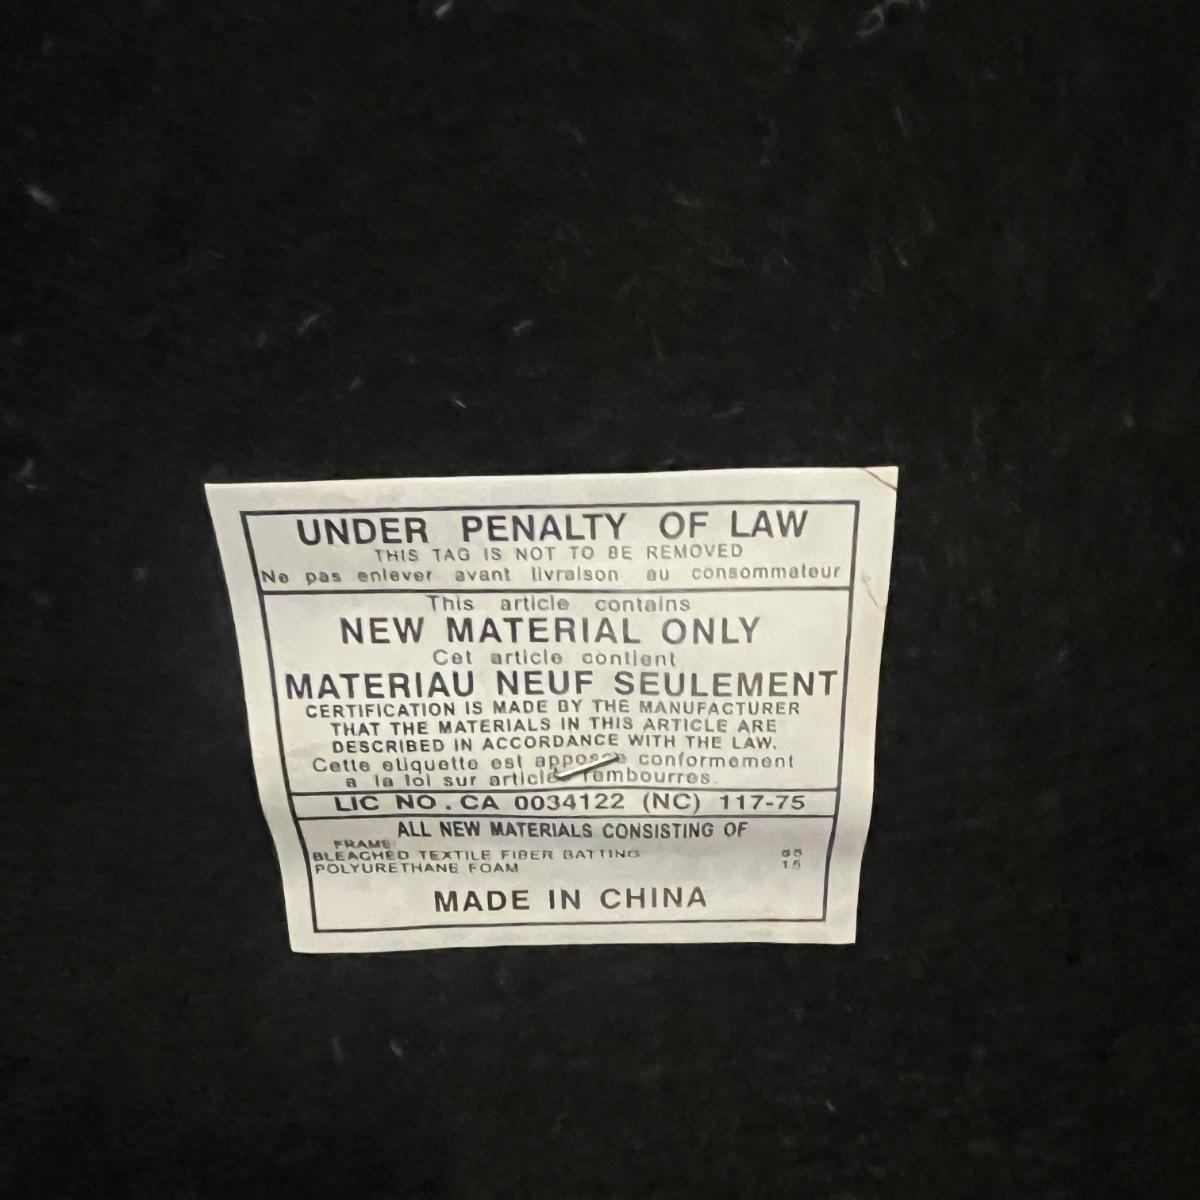 UNDER PENALTY OF LAW
THIS TAG IS NOT TO BE REMOVED
Ne pas enlever avant livraison au consommateur
This article contains
NEW MATERIAL ONLY
Cet article contient
MATERIAU NEUF SEULEMENT
CERTIFICATION IS MADE BY THE MANUFACTURER
THAT THE MATERIALS IN THIS ARTICLE ARE
DESCRIBED IN ACCORDANCE WITH THE LAW.
Cette etiquette est apposee conformement
a la loi sur article rembourres.
LIC NO. CA 0034122 (NC) 117-75
ALL NEW MATERIALS CONSISTING OF
FRAME
BLEACHED TEXTILE FIBER BATTING
POLYURETHANE FOAM 15
MADE IN CHINA